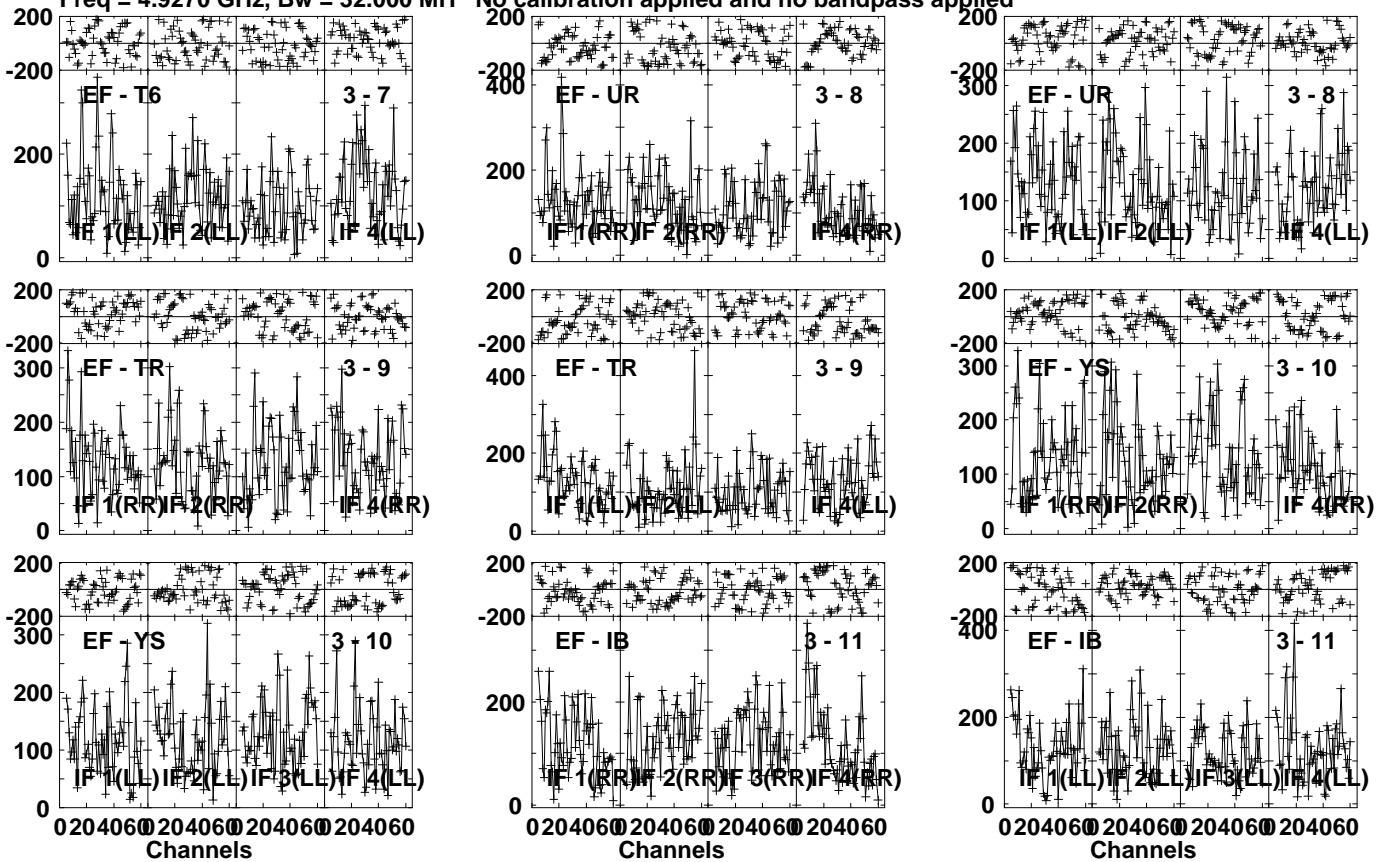 Freq = 4.9270 GHz, Bw = 32.000 MH No calibration applied and no bandpass applied
200 200 200
-200 -200 -200
EF - T6 3 - 7 EF - UR 3 - 8 EF - UR 3 - 8
400 300
200 200 200
100
IF 1(LL) IF 2(LL) IF 4(LL) IF 1(RR) IF 2(RR) IF 4(RR) IF 1(LL) IF 2(LL) IF 4(LL)
0 0 0
200 200 200
-200 -200 -200
EF - TR 3 - 9 EF - TR 3 - 9 EF - YS 3 - 10
300 400 300
200 200 200
100 100
IF 1(RR) IF 2(RR) IF 4(RR) IF 1(LL) IF 2(LL) IF 4(LL) IF 1(RR) IF 2(RR) IF 4(RR)
0 0 0
200 200 200
-200 -200 -200
EF - YS 3 - 10 EF - IB 3 - 11 EF - IB 3 - 11
300 400
200 200 200
100
IF 1(LL) IF 2(LL) IF 3(LL) IF 4(LL) IF 1(RR) IF 2(RR) IF 3(RR) IF 4(RR) IF 1(LL) IF 2(LL) IF 3(LL) IF 4(LL)
0 0 0
0 20 40 60 0 20 40 60 0 20 40 60 0 20 40 60 0 20 40 60 0 20 40 60 0 20 40 60 0 20 40 60 0 20 40 60 0 20 40 60 0 20 40 60 0 20 40 60
Channels Channels Channels